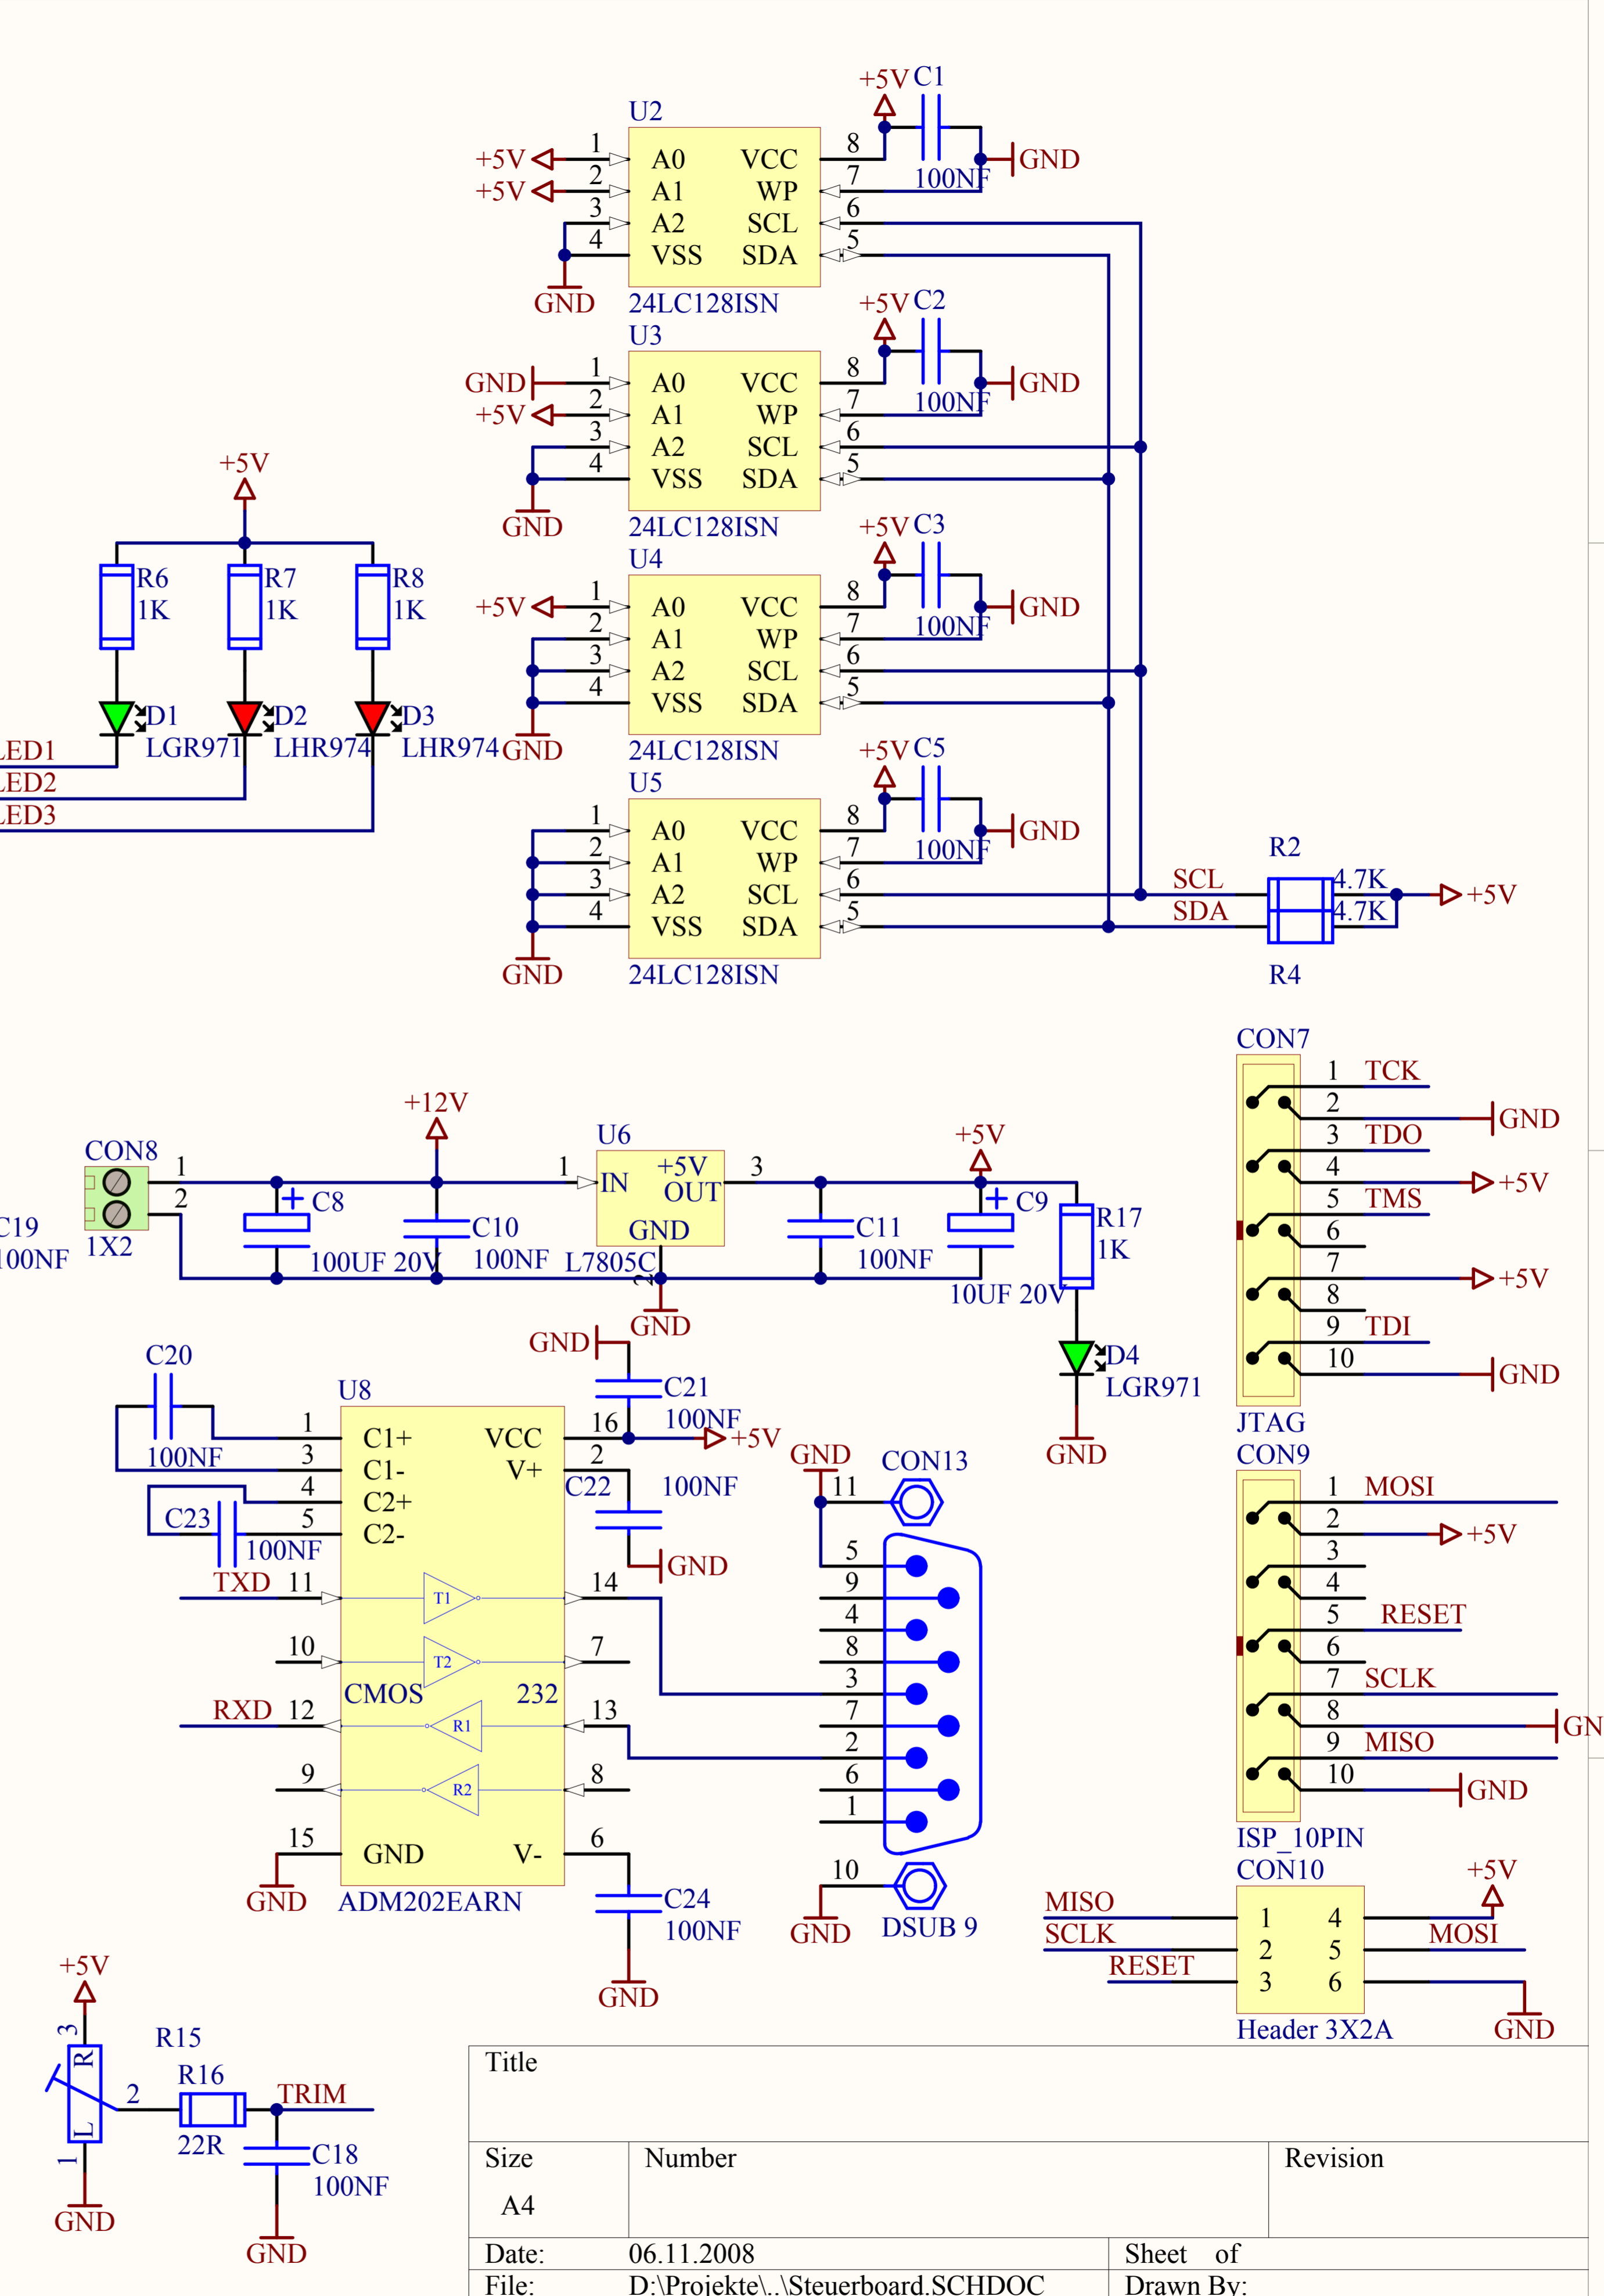 +5V C1
U2
+5V 1 A0 VCC 8 GND
+5V 2 A1 WP 7 100NF
3 A2 SCL 6
4 VSS SDA 5
GND 24LC128ISN
+5V C2
U3
GND 1 A0 VCC 8 GND
+5V 2 A1 WP 7 100NF
3 A2 SCL 6
4 VSS SDA 5
GND 24LC128ISN
+5V C3
U4
+5V 1 A0 VCC 8 GND
2 A1 WP 7 100NF
3 A2 SCL 6
4 VSS SDA 5
GND 24LC128ISN
+5V C5
U5
1 A0 VCC 8 GND
2 A1 WP 7 100NF
3 A2 SCL 6
4 VSS SDA 5
GND 24LC128ISN
R2
SCL 4.7K +5V
SDA 4.7K
R4
+5V
R6 R7 R8
1K 1K 1K
D1 D2 D3
LGR971 LHR974 LHR974
LED1
LED2
LED3
CON7
1 TCK
2 GND
3 TDO
4 +5V
5 TMS
6
7 +5V
8
9 TDI
10 GND
JTAG
+12V
CON8 U6 +5V
1 1 IN +5V OUT 3
2 C8 C10 GND C11 C9 R17
C19 1X2 1K
100NF 100UF 20V 100NF L7805C 2 100NF 10UF 20V
GND
D4
LGR971
GND
C20 GND
U8 C21
100NF
1 C1+ VCC 16 +5V
100NF 3 C1- V+ 2
4 C2+ C22 100NF
C23 5 C2-
100NF GND
TXD 11 T1 14
10 T2 7
CMOS 232
RXD 12 R1 13
9 R2 8
15 GND V- 6
GND ADM202EARN C24
100NF
GND
GND CON13
11
5
9
4
8
3
7
2
6
1
10
GND DSUB 9
CON9
1 MOSI
2 +5V
3
4
5 RESET
6
7 SCLK
8 GN
9 MISO
10 GND
ISP_10PIN
CON10 +5V
MISO 1 4
SCLK 2 5 MOSI
RESET 3 6
Header 3X2A GND
+5V
3 R15
R R16
2 TRIM
L 22R C18
1 100NF
GND GND
Title
Size Number Revision
A4
Date: 06.11.2008 Sheet of
File: D:\Projekte\..\Steuerboard.SCHDOC Drawn By: